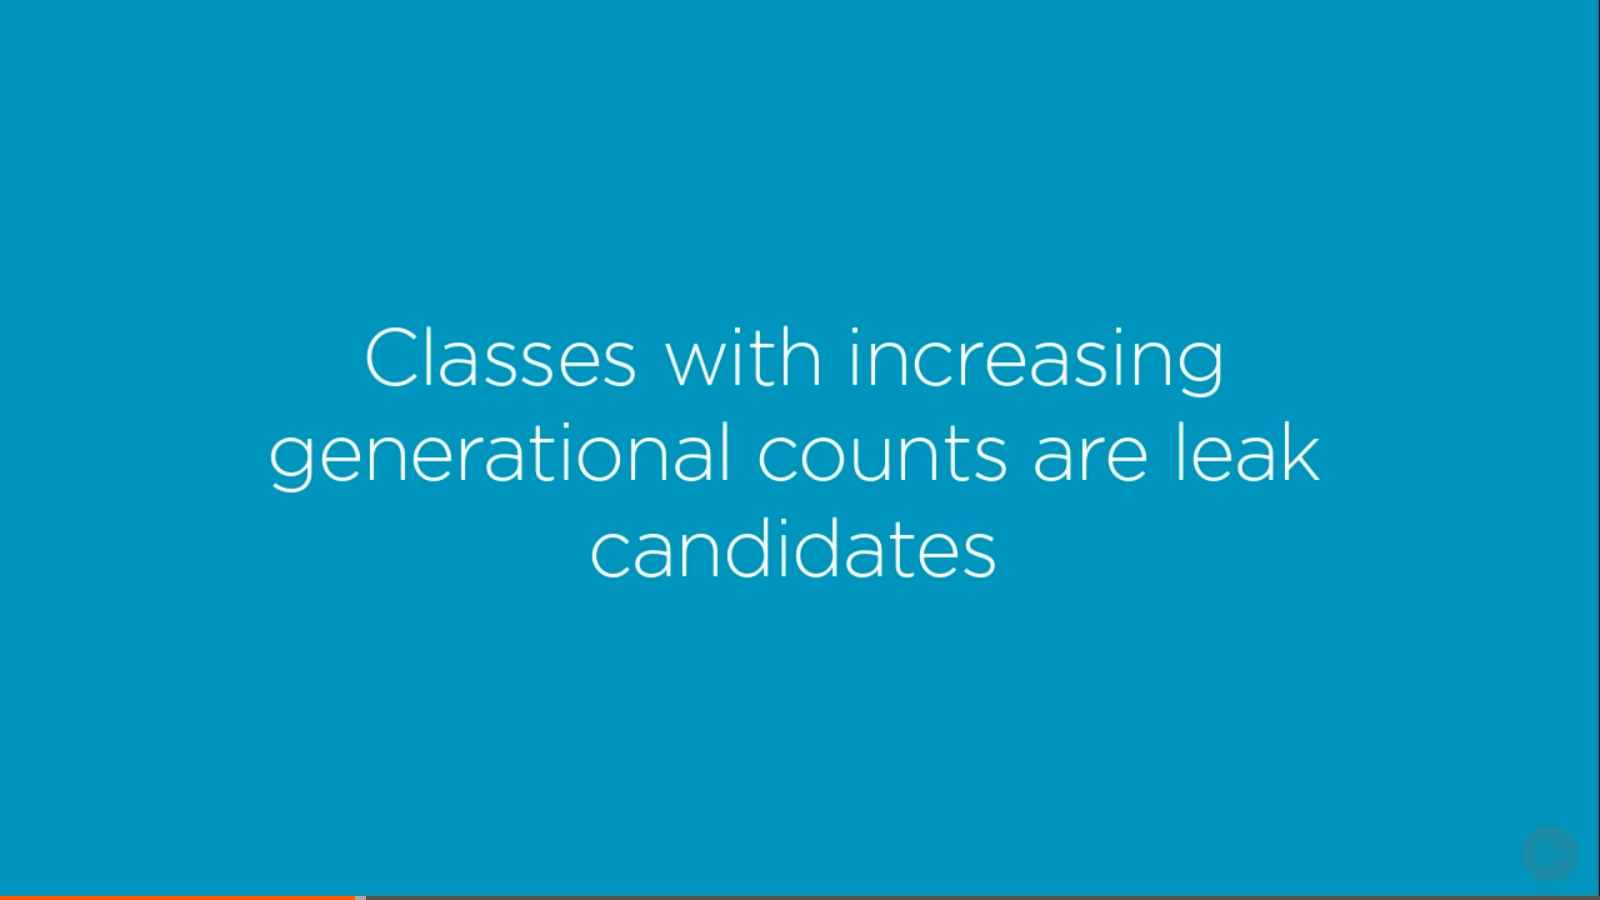 Classes with increasing
generational counts are leak
candidates